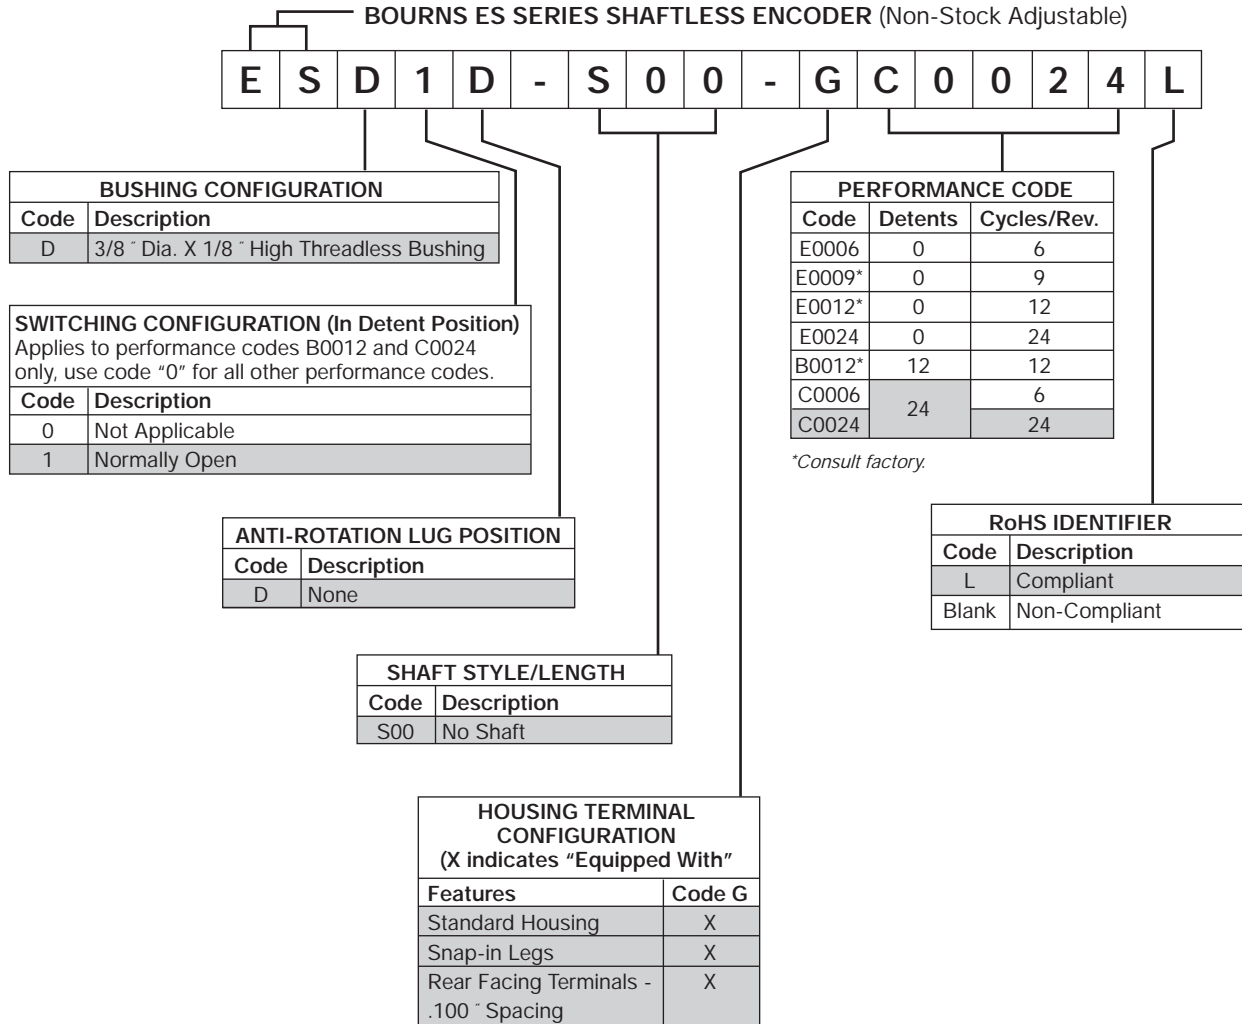 BOURNS ES SERIES SHAFTLESS ENCODER (Non-Stock Adjustable)
E S D 1 D - S 0 0 - G C 0 0 2 4 L
BUSHING CONFIGURATION
Code Description
D 3/8 ˝ Dia. X 1/8 ˝ High Threadless Bushing
SWITCHING CONFIGURATION (In Detent Position)
Applies to performance codes B0012 and C0024
only, use code “0” for all other performance codes.
Code Description
0 Not Applicable
1 Normally Open
ANTI-ROTATION LUG POSITION
Code Description
D None
SHAFT STYLE/LENGTH
Code Description
S00 No Shaft
HOUSING TERMINAL
CONFIGURATION
(X indicates “Equipped With”
Features Code G
Standard Housing X
Snap-in Legs X
Rear Facing Terminals - X
.100 ˝ Spacing
PERFORMANCE CODE
Code Detents Cycles/Rev.
E0006 0 6
E0009* 0 9
E0012* 0 12
E0024 0 24
B0012* 12 12
C0006 24 6
C0024 24
*Consult factory.
RoHS IDENTIFIER
Code Description
L Compliant
Blank Non-Compliant